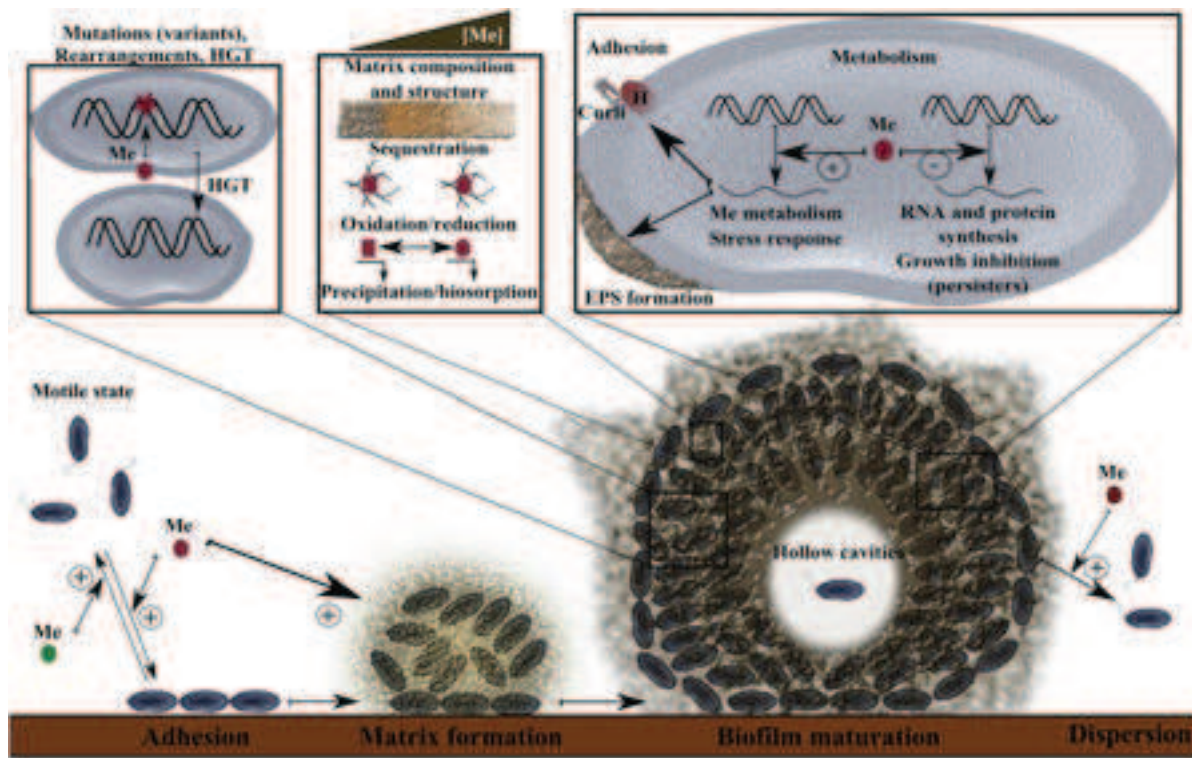 Mutations (variants),
Rearrangements, HGT
Me
HGT
[Me]
Matrix composition
and structure
Sequestration
Oxidation/reduction
Precipitation/biosorption
Adhesion
H
Curli
Metabolism
Me
+
-
Me metabolism
Stress response
RNA and protein
synthesis
Growth inhibition
(persisters)
EPS formation
Motile state
Me
+
+
+
Me
Hollow cavities
Me
+
Adhesion
Matrix formation
Biofilm maturation
Dispersion